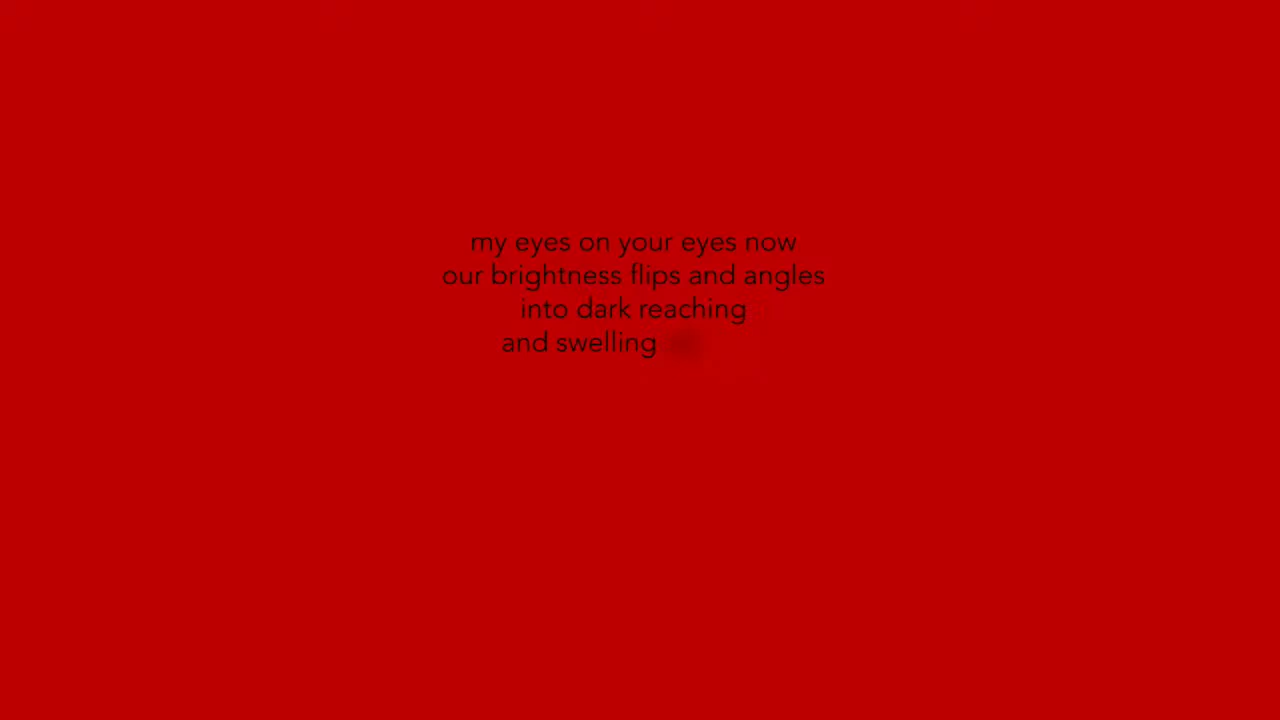 my eyes on your eyes now
our brightness flips and angles
into dark reaching
and swelling